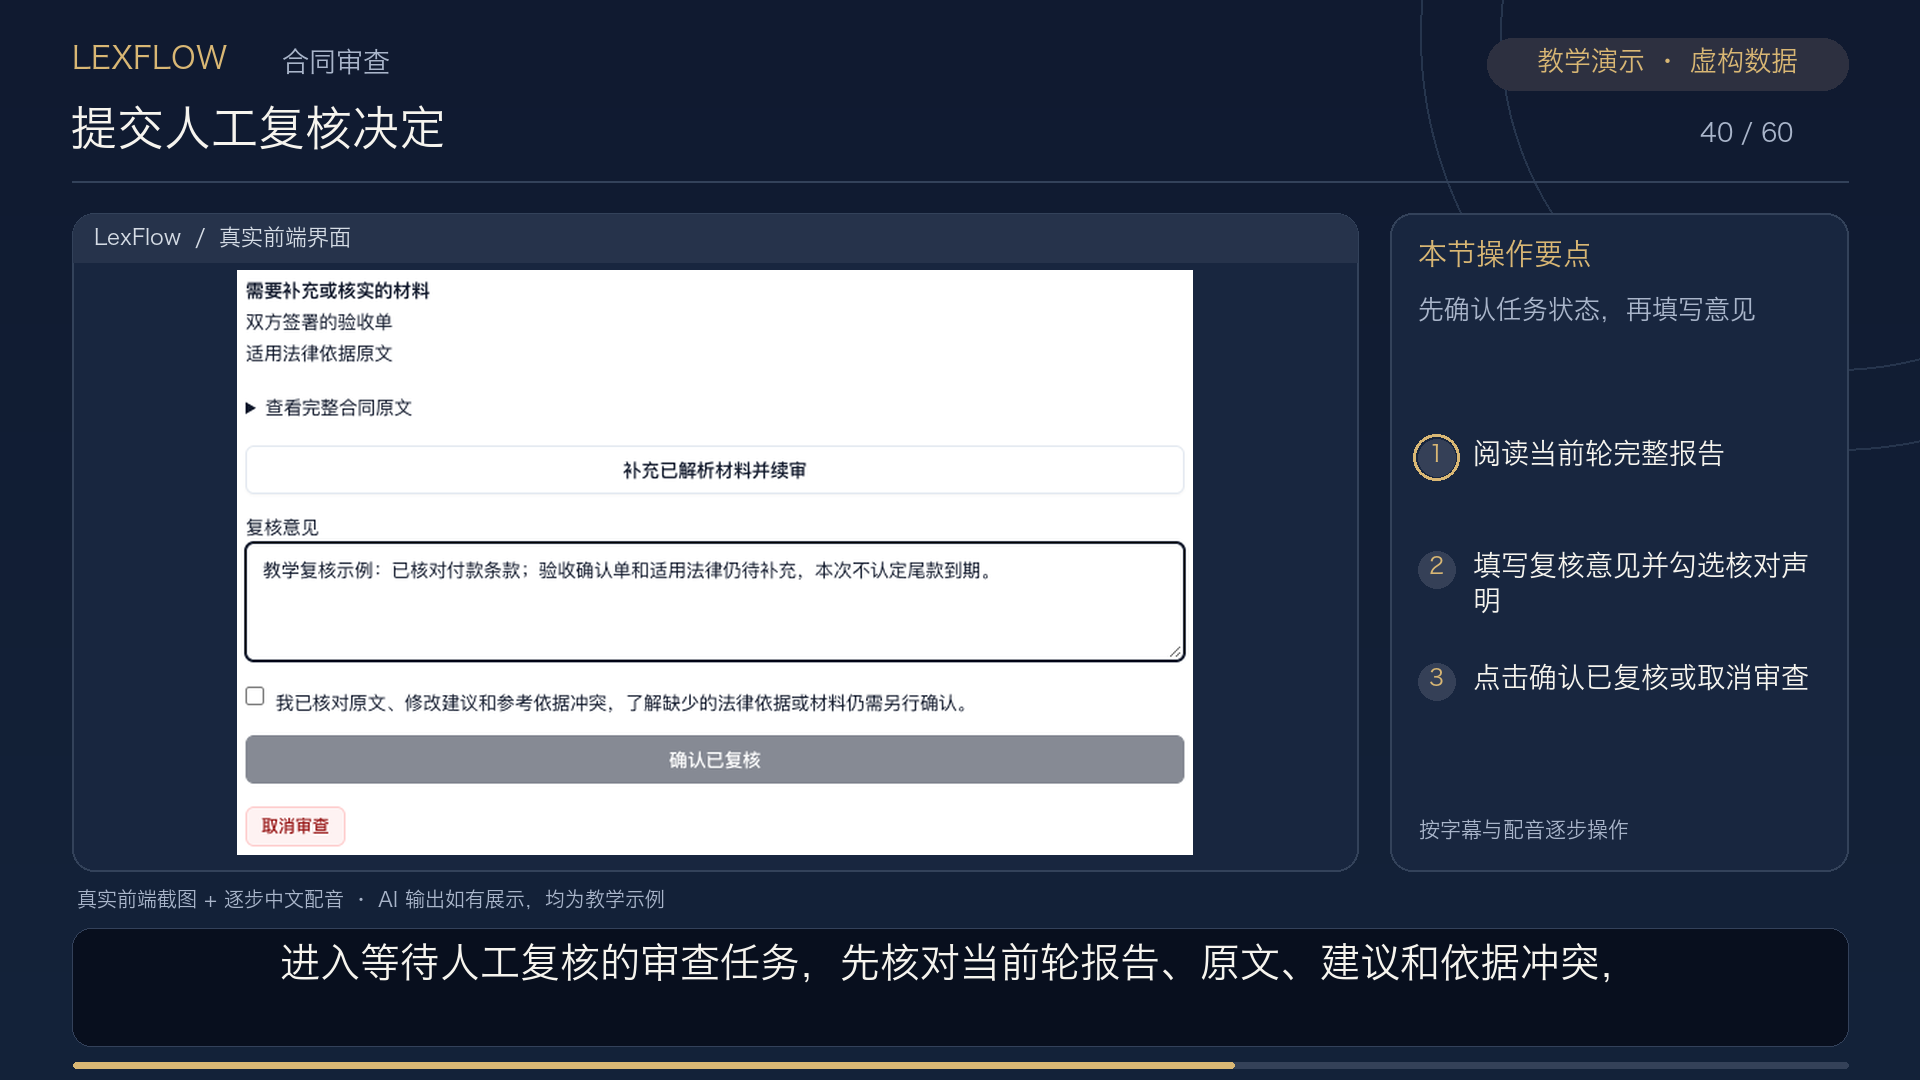 LEXFLOW 合同审查
教学演示 · 虚构数据
提交人工复核决定
40 / 60
LexFlow / 真实前端界面
需要补充或核实的材料
双方签署的验收单
适用法律依据原文
▶ 查看完整合同原文
补充已解析材料并续审
复核意见
教学复核示例：已核对付款条款；验收确认单和适用法律仍待补充，本次不认定尾款到期。
我已核对原文、修改建议和参考依据冲突，了解缺少的法律依据或材料仍需另行确认。
确认已复核
取消审查
本节操作要点
先确认任务状态，再填写意见
1 阅读当前轮完整报告
2 填写复核意见并勾选核对声
明
3 点击确认已复核或取消审查
按字幕与配音逐步操作
真实前端截图 + 逐步中文配音 · AI 输出如有展示，均为教学示例
进入等待人工复核的审查任务，先核对当前轮报告、原文、建议和依据冲突，